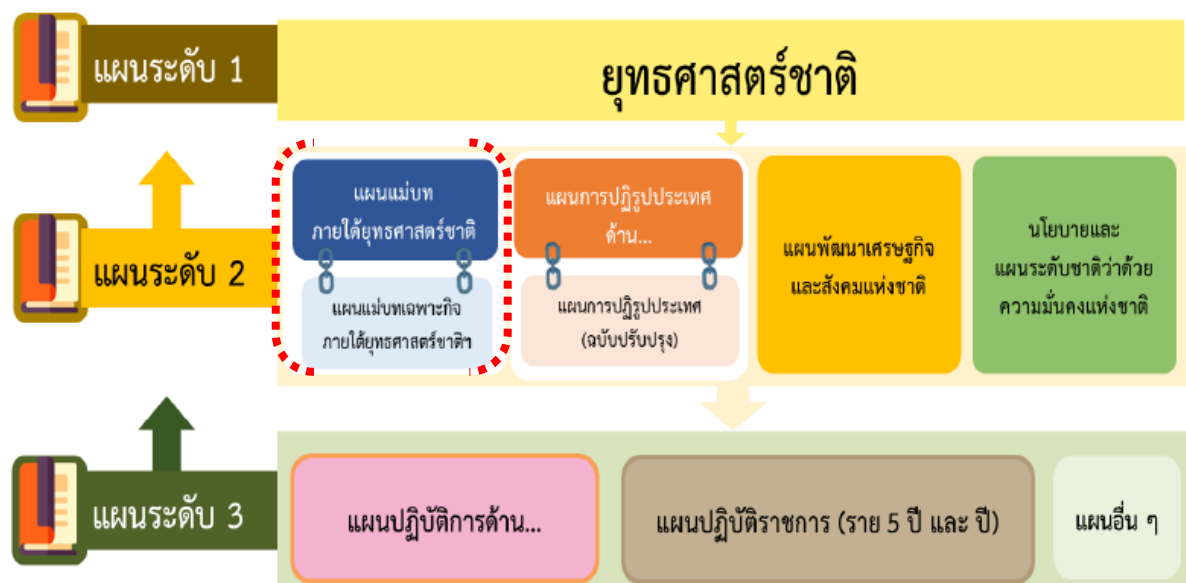 แผนระดับ 1
ยุทธศาสตร์ชาติ
แผนระดับ 2
แผนแม่บท
ภายใต้ยุทธศาสตร์ชาติ
แผนแม่บทเฉพาะกิจ
ภายใต้ยุทธศาสตร์ชาติฯ
แผนการปฏิรูปประเทศ
ด้าน...
แผนการปฏิรูปประเทศ
(ฉบับปรับปรุง)
แผนพัฒนาเศรษฐกิจ
และสังคมแห่งชาติ
นโยบายและ
แผนระดับชาติว่าด้วย
ความมั่นคงแห่งชาติ
แผนระดับ 3
แผนปฏิบัติการด้าน...
แผนปฏิบัติราชการ (ราย 5 ปี และ ปี)
แผนอื่น ๆ